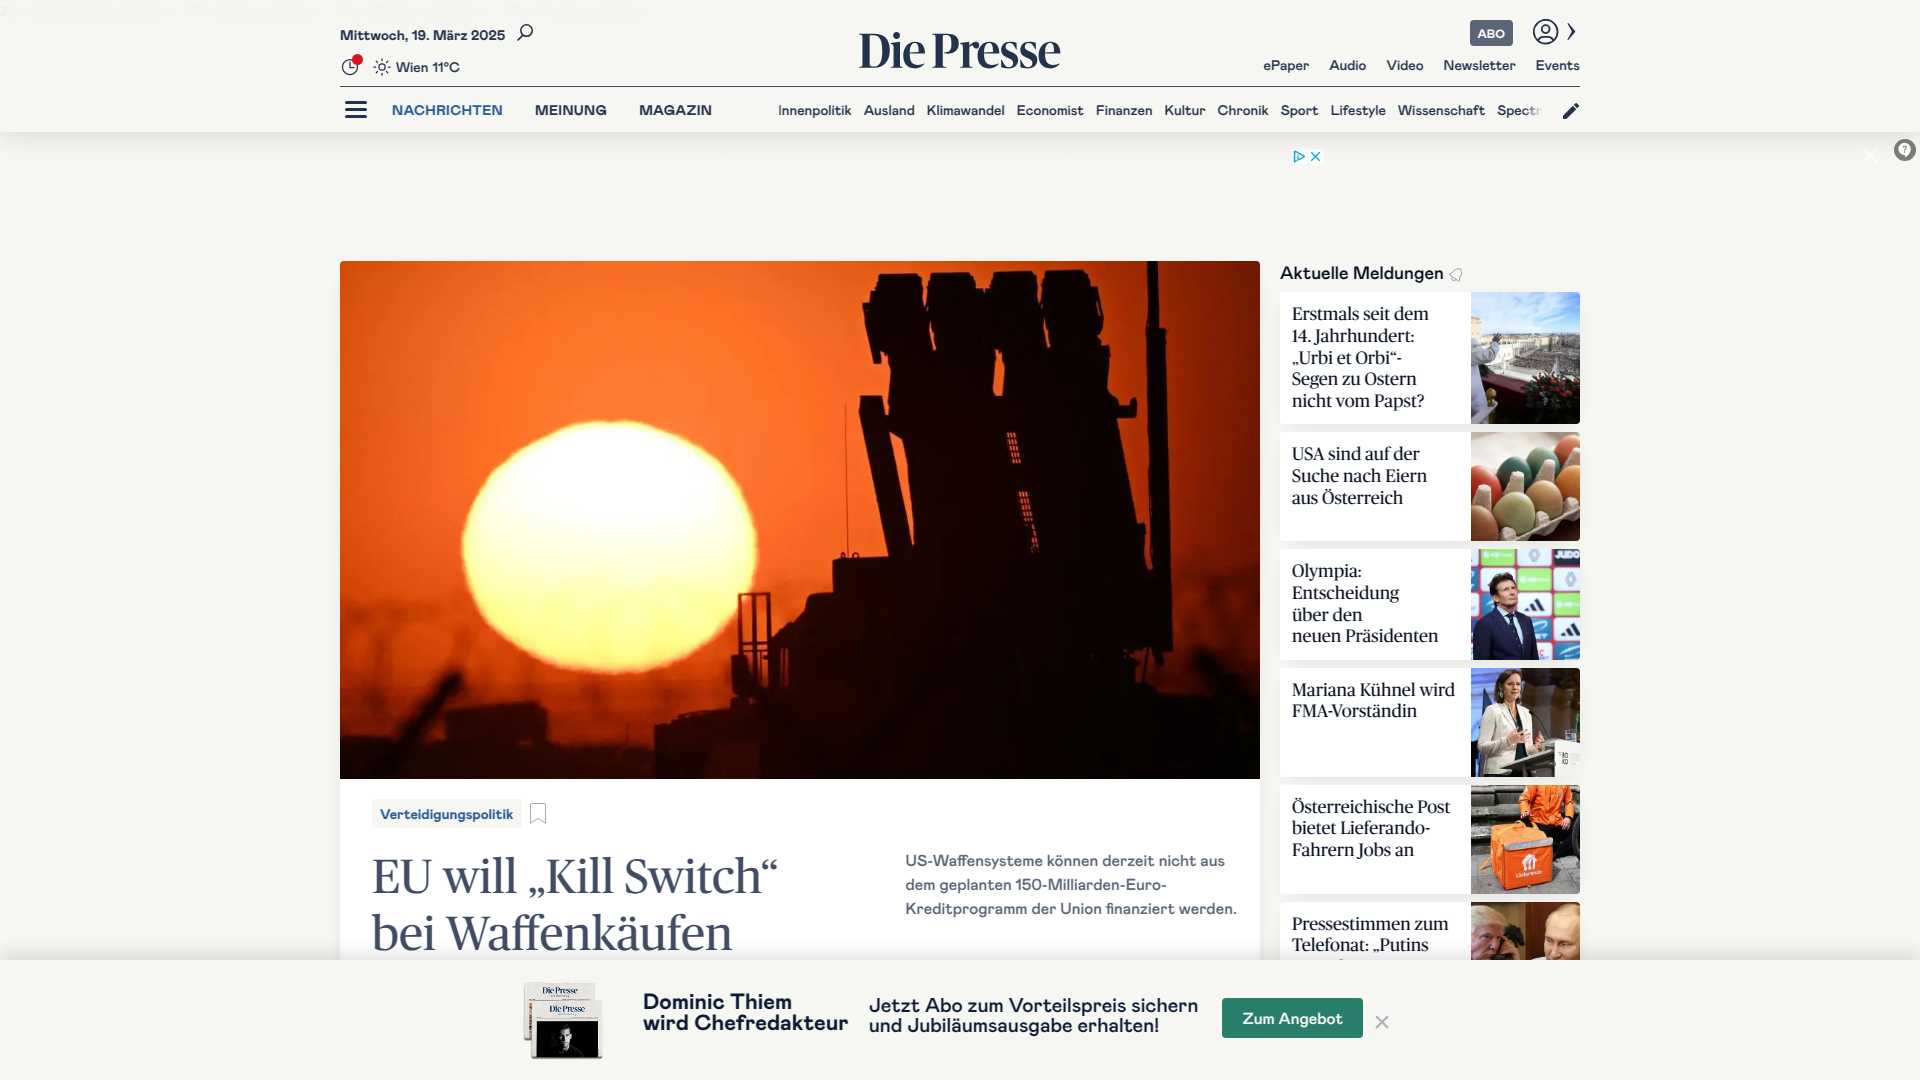 Mittwoch, 19. März 2025
Die Presse
ABO
Wien 11°C
ePaper Audio Video Newsletter Events
NACHRICHTEN MEINUNG MAGAZIN
Innenpolitik Ausland Klimawandel Economist Finanzen Kultur Chronik Sport Lifestyle Wissenschaft Spectr
Verteidigungspolitik
EU will „Kill Switch“
bei Waffenkäufen
US-Waffensysteme können derzeit nicht aus
dem geplanten 150-Milliarden-Euro-
Kreditprogramm der Union finanziert werden.
Aktuelle Meldungen
Erstmals seit dem
14. Jahrhundert:
„Urbi et Orbi“-
Segen zu Ostern
nicht vom Papst?
USA sind auf der
Suche nach Eiern
aus Österreich
Olympia:
Entscheidung
über den
neuen Präsidenten
Mariana Kühnel wird
FMA-Vorständin
Österreichische Post
bietet Lieferando-
Fahrern Jobs an
Pressestimmen zum
Telefonat: „Putins
Die Presse
Die Presse
Dominic Thiem
wird Chefredakteur
Jetzt Abo zum Vorteilspreis sichern
und Jubiläumsausgabe erhalten!
Zum Angebot